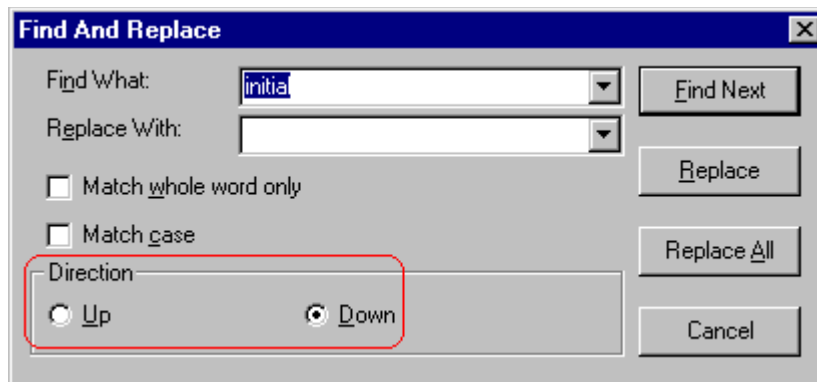 Find And Replace
Find What: initial Find Next
Replace With:
Replace
Match whole word only
Match case
Replace All
Direction
Up Down
Cancel